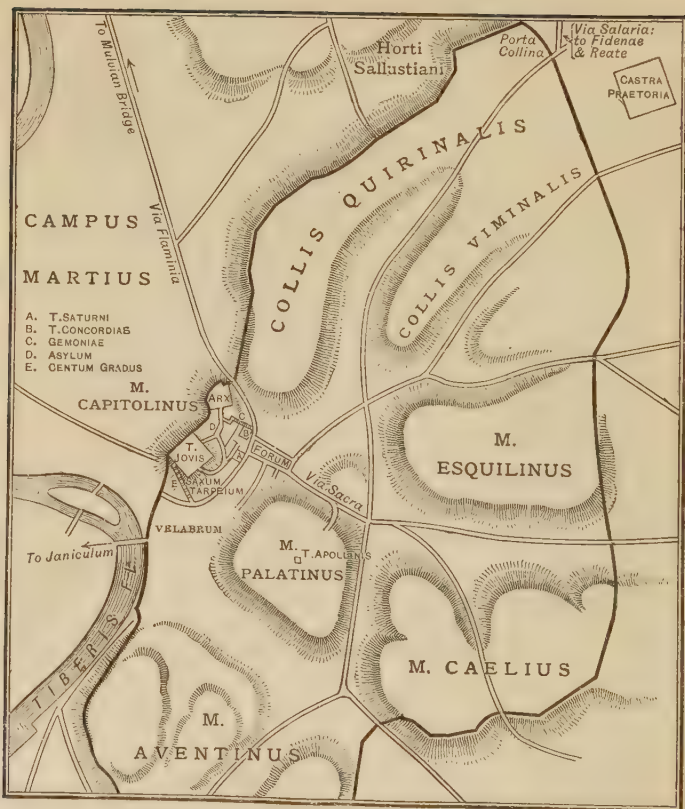 To Mulvian Bridge
Horti
Sallustiani
Porta
Collina
Via Salaria:
to Fidenae
& Reate
CASTRA
PRAETORIA
COLLIS QUIRINALIS
COLLIS VIMINALIS
Via Flaminia
CAMPUS
MARTIUS
A. T. SATURNI
B. T. CONCORDIAE
C. GEMONIAE
D. ASYLUM
E. CENTUM GRADUS
M.
CAPITOLINUS
ARX
C
D
B
A
T.
JOVIS
E
SAXUM
TARPEIUM
FORUM
Via Sacra
M.
ESQUILINUS
VELABRUM
To Janiculum
M.
T. APOLLINIS
PALATINUS
TIBERIS FL.
M. CAELIUS
M.
AVENTINUS